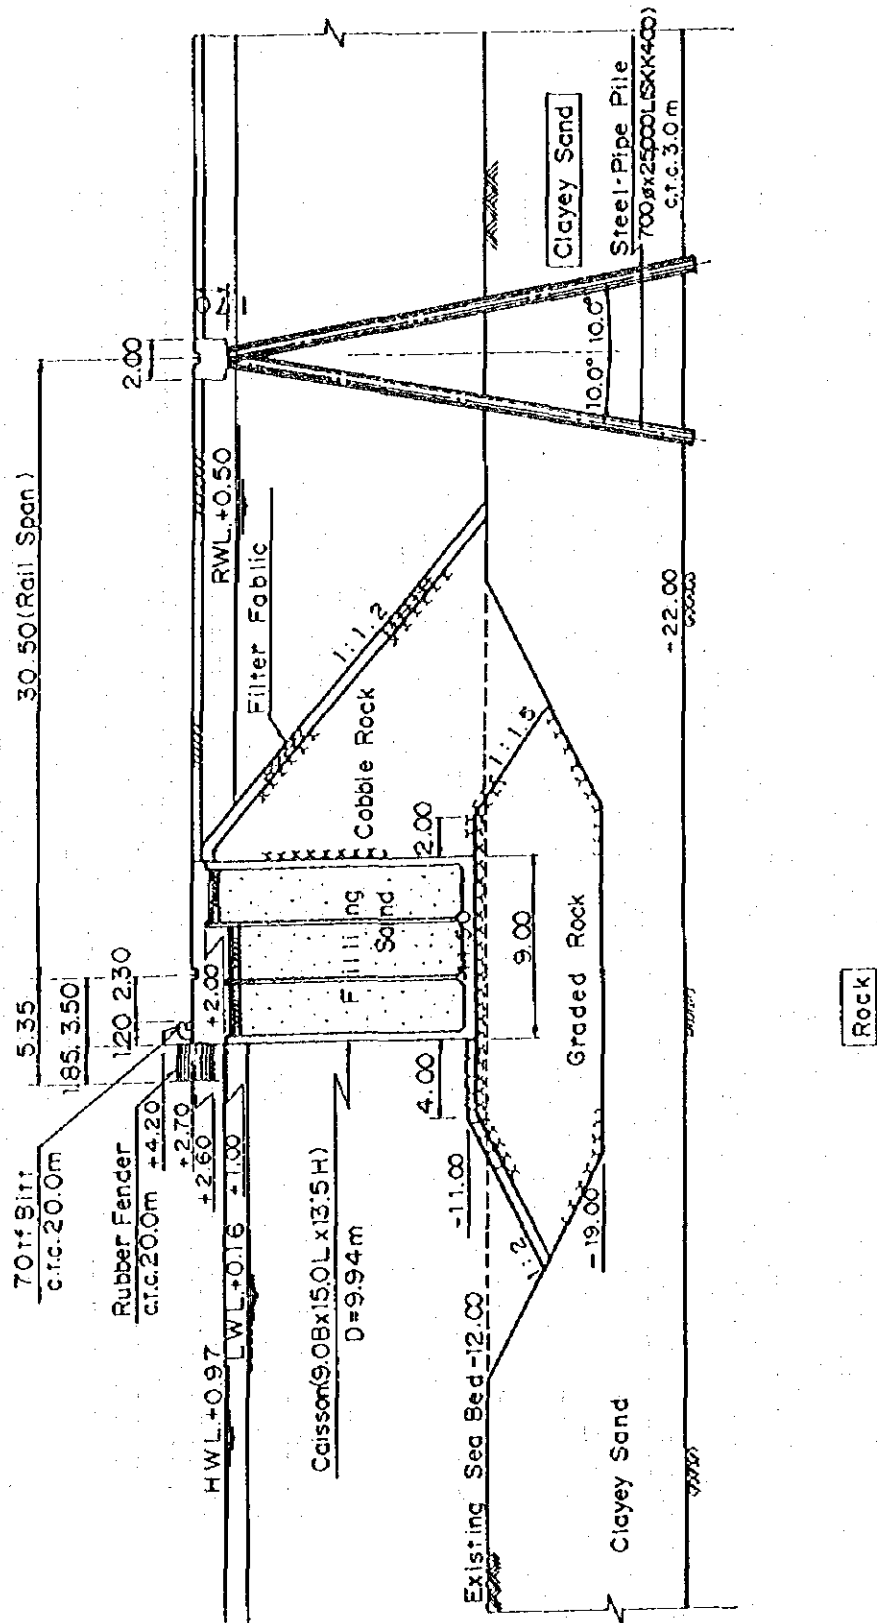 30.50(Rail Span)
5.35
1.85 3.50
1.20 2.30
70tf Bitt
c.t.c.20.0m
Rubber Fender
c.t.c.20.0m
+4.20
+2.70
+2.60
+1.00
+2.00
HWL.+0.97
LWL.+0.16
Caisson(9.0Bx15.0Lx13.5H)
D=9.94m
Filling
Sand
Cobble Rock
Filter Fablic
1:1.2
RWL.+0.50
2.00
1.70
4.00
9.00
2.00
-11.00
1:2
1:1.5
Graded Rock
-19.00
Existing Sea Bed-12.00
Clayey Sand
-22.00
10.0° 10.0°
Clayey Sand
Steel-Pipe Pile
c.t.c. 3.0m
Rock